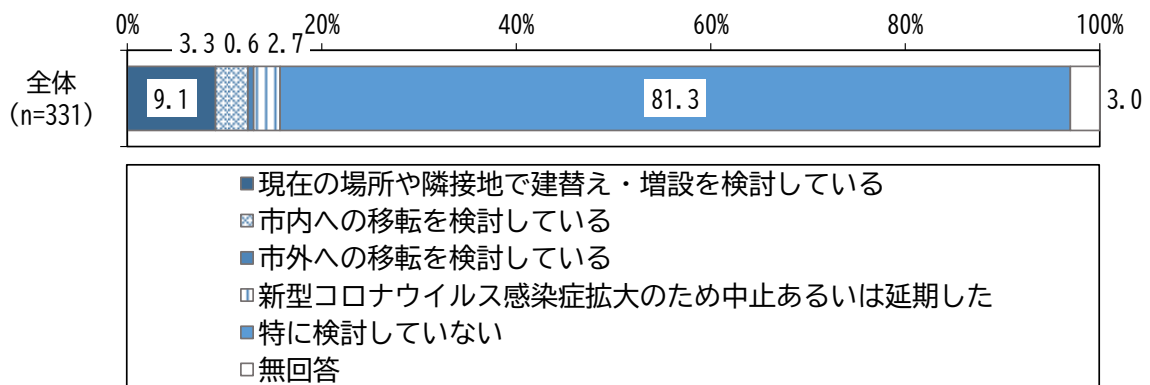 0% 20% 40% 60% 80% 100%
3.3 0.6 2.7
全体
(n=331)
9.1 81.3 3.0
■現在の場所や隣接地で建替え・増設を検討している
市内への移転を検討している
■市外への移転を検討している
新型コロナウイルス感染症拡大のため中止あるいは延期した
■特に検討していない
□無回答